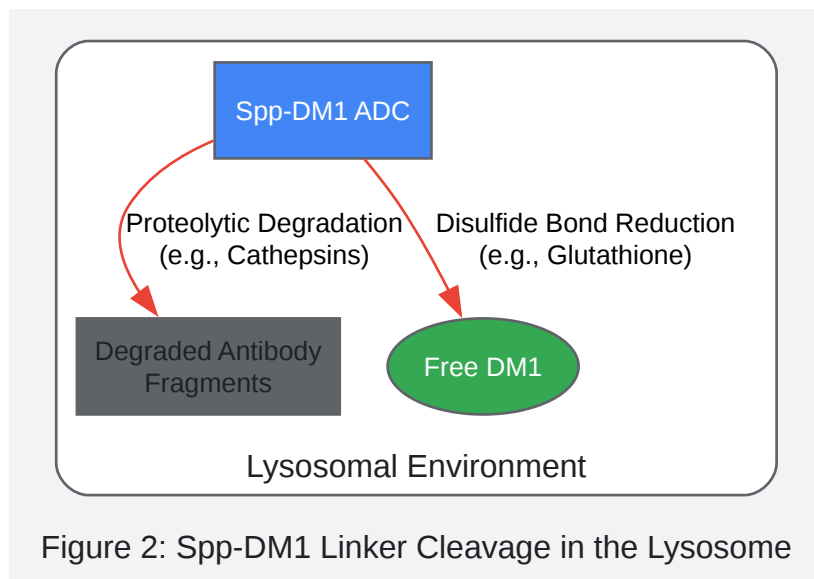 Spp-DM1 ADC
Proteolytic Degradation
(e.g., Cathepsins)
Disulfide Bond Reduction
(e.g., Glutathione)
Degraded Antibody
Fragments
Free DM1
Lysosomal Environment
Figure 2: Spp-DM1 Linker Cleavage in the Lysosome